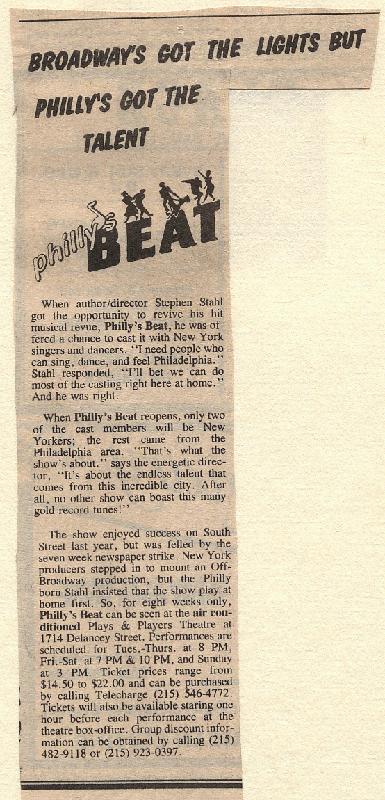 BROADWAY'S GOT THE LIGHTS BUT
PHILLY'S GOT THE
TALENT
philly's
BEAT
When author/director Stephen Stahl
got the opportunity to revive his hit
musical revue, Philly's Beat, he was of-
fered a chance to cast it with New York
singers and dancers. "I need people who
can sing, dance, and feel Philadelphia."
Stahl responded, "I'll bet we can do
most of the casting right here at home."
And he was right.
When Philly's Beat reopens, only two
of the cast members will be New
Yorkers; the rest came from the
Philadelphia area. "That's what the
show's about." says the energetic direc-
tor, "It's about the endless talent that
comes from this incredible city. After
all, no other show can boast this many
gold record tunes!"
The show enjoyed success on South
Street last year, but was felled by the
seven week newspaper strike. New York
producers stepped in to mount an Off-
Broadway production, but the Philly
born Stahl insisted that the show play at
home first. So, for eight weeks only,
Philly's Beat can be seen at the air con-
ditioned Plays & Players Theatre at
1714 Delancey Street. Performances are
scheduled for Tues.-Thurs. at 8 PM,
Fri.-Sat. at 7 PM & 10 PM, and Sunday
at 3 PM. Ticket prices range from
$14.50 to $22.00 and can be purchased
by calling Telecharge (215) 546-4772.
Tickets will also be available staring one
hour before each performance at the
theatre box-office. Group discount infor-
mation can be obtained by calling (215)
482-9118 or (215) 923-0397.